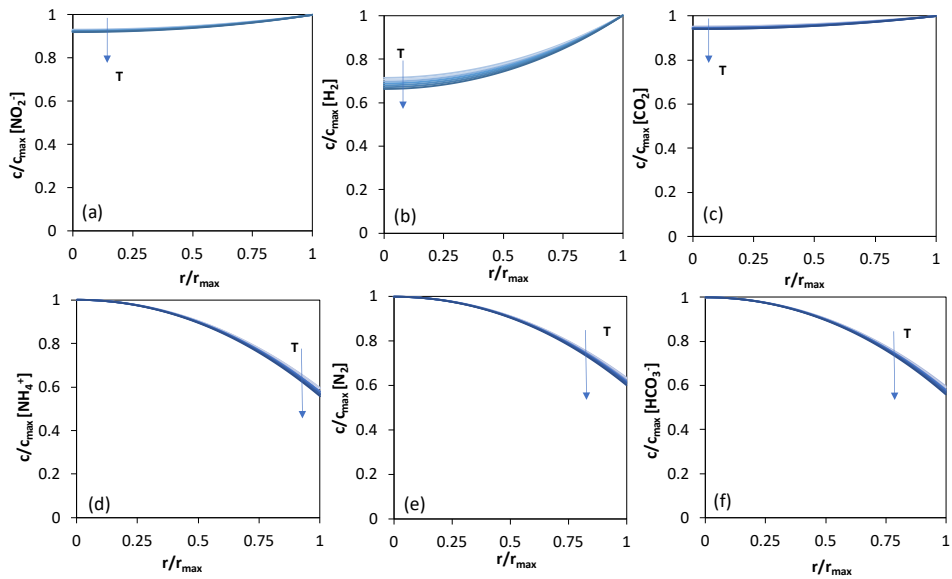 1
0.8
0.6
0.4
0.2
0
c/cmax [NO2-]
T
(a)
0 0.25 0.5 0.75 1
r/rmax
1
0.8
0.6
0.4
0.2
0
c/cmax [H2]
T
(b)
0 0.25 0.5 0.75 1
r/rmax
1
0.8
0.6
0.4
0.2
0
c/cmax [CO2]
T
(c)
0 0.25 0.5 0.75 1
r/rmax
1
0.8
0.6
0.4
0.2
0
c/cmax [NH4+]
T
(d)
0 0.25 0.5 0.75 1
r/rmax
1
0.8
0.6
0.4
0.2
0
c/cmax [N2]
T
(e)
0 0.25 0.5 0.75 1
r/rmax
1
0.8
0.6
0.4
0.2
0
c/cmax [HCO3-]
T
(f)
0 0.25 0.5 0.75 1
r/rmax